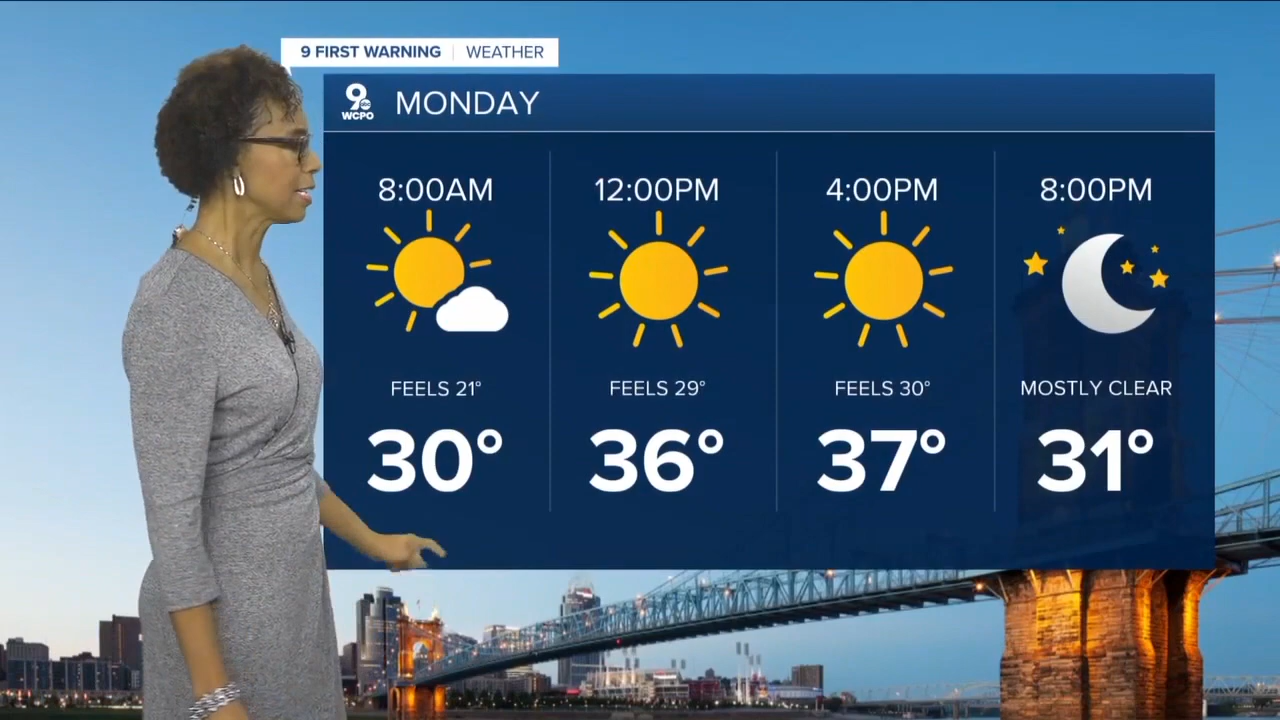 9 FIRST WARNING | WEATHER
9 abc
WCPO
MONDAY
8:00AM
12:00PM
4:00PM
8:00PM
FEELS 21°
FEELS 29°
FEELS 30°
MOSTLY CLEAR
30°
36°
37°
31°